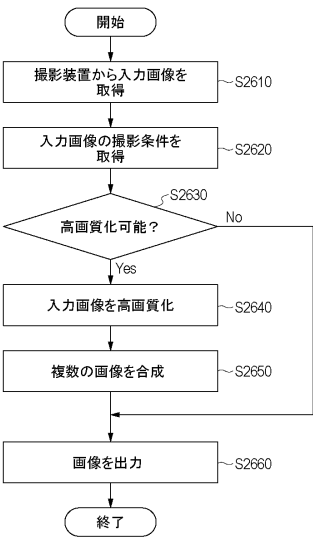 開始
撮影装置から入力画像を
取得
S2610
入力画像の撮影条件を
取得
S2620
S2630
高画質化可能？
No
Yes
入力画像を高画質化
S2640
複数の画像を合成
S2650
画像を出力
S2660
終了